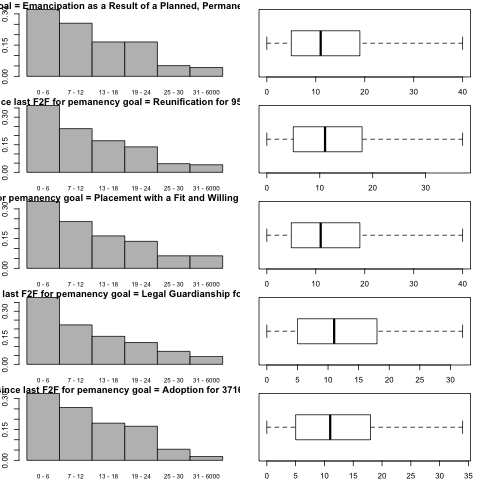 oal = Emancipation as a Result of a Planned, Permane
0.00 0.15 0.30
0 - 6 7 - 12 13 - 18 19 - 24 25 - 30 31 - 6000
0 10 20 30 40
ce last F2F for pemanency goal = Reunification for 95
0.00 0.15 0.30
0 - 6 7 - 12 13 - 18 19 - 24 25 - 30 31 - 6000
0 10 20 30
or pemanency goal = Placement with a Fit and Willing
0.00 0.15 0.30
0 - 6 7 - 12 13 - 18 19 - 24 25 - 30 31 - 6000
0 10 20 30 40
last F2F for pemanency goal = Legal Guardianship fo
0.00 0.15 0.30
0 - 6 7 - 12 13 - 18 19 - 24 25 - 30 31 - 6000
0 5 10 15 20 25 30
since last F2F for pemanency goal = Adoption for 3716
0.00 0.15 0.30
0 - 6 7 - 12 13 - 18 19 - 24 25 - 30 31 - 6000
0 5 10 15 20 25 30 35